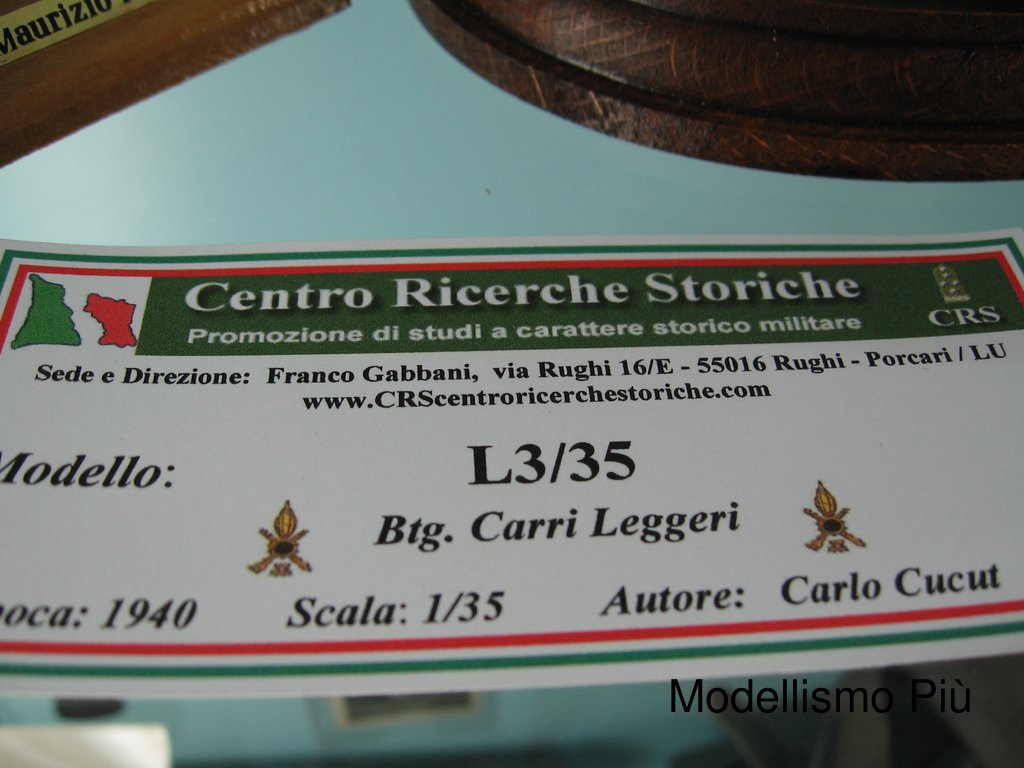 Maurizio
Centro Ricerche Storiche
CRS
Promozione di studi a carattere storico militare
Sede e Direzione: Franco Gabbani, via Rughi 16/E - 55016 Rughi - Porcari / LU
www.CRScentroricerchestoriche.com
Modello: L3/35
Btg. Carri Leggeri
poca: 1940 Scala: 1/35 Autore: Carlo Cucut
Modellismo Più